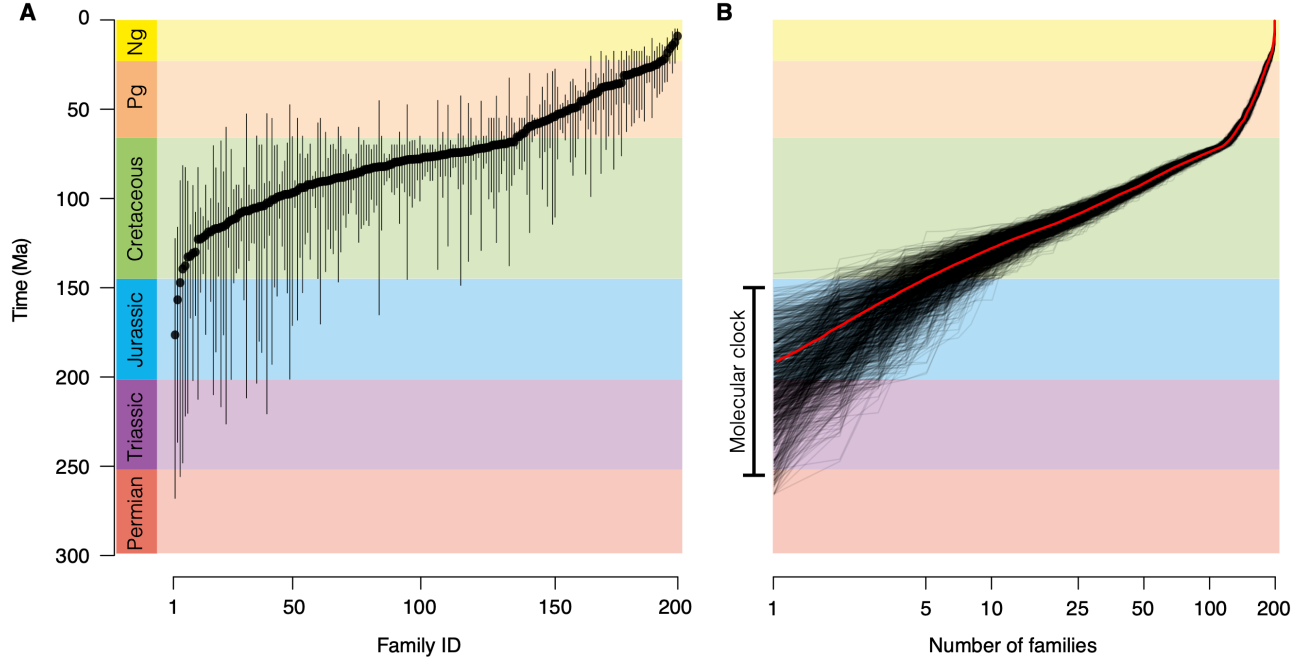 A
B
0
50
100
150
200
250
300
Time (Ma)
Ng
Pg
Cretaceous
Jurassic
Triassic
Permian
Molecular clock
1 50 100 150 200
1 5 10 25 50 100 200
Family ID
Number of families